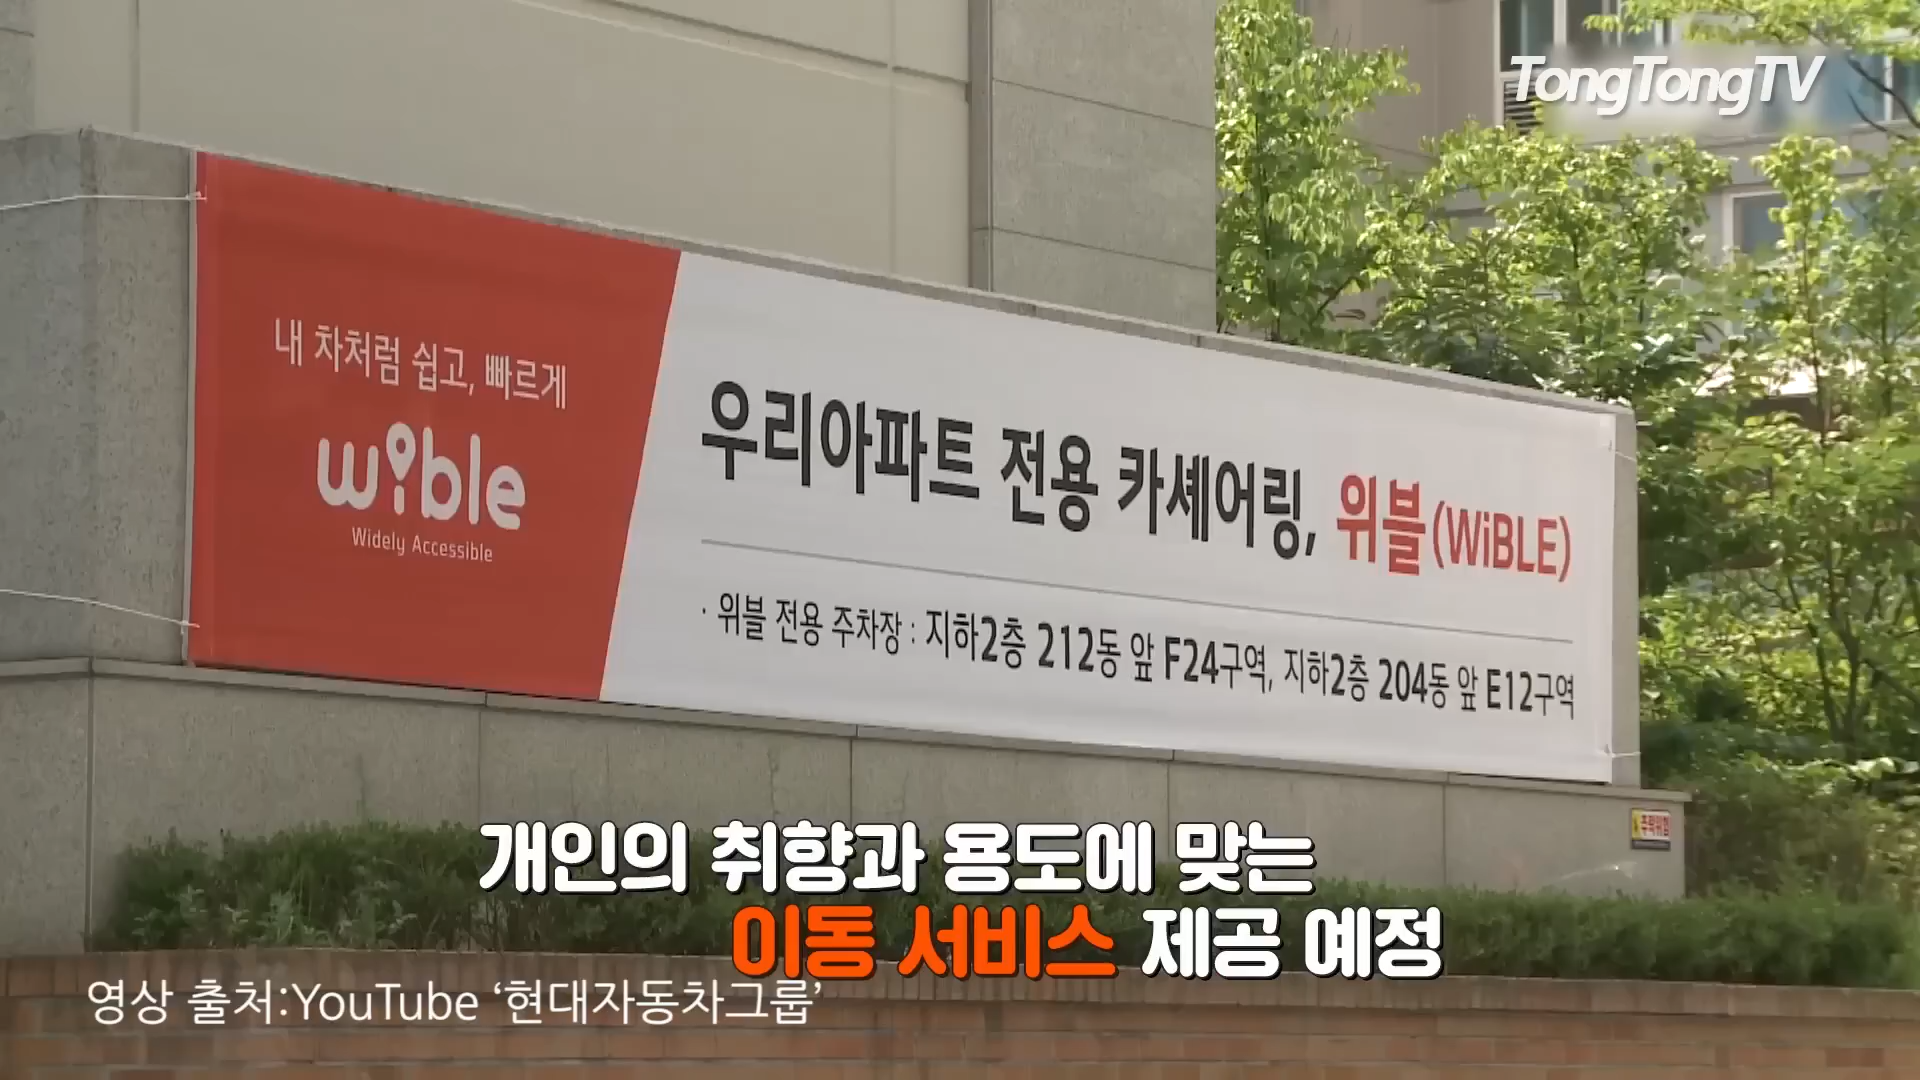 TongTongTV
내 차처럼 쉽고, 빠르게
wible
Widely Accessible
우리아파트 전용 카셰어링, 위블(WiBLE)
· 위블 전용 주차장 : 지하2층 212동 앞 F24구역, 지하2층 204동 앞 E12구역
추락위험
개인의 취향과 용도에 맞는
이동 서비스 제공 예정
영상 출처:YouTube ‘현대자동차그룹’